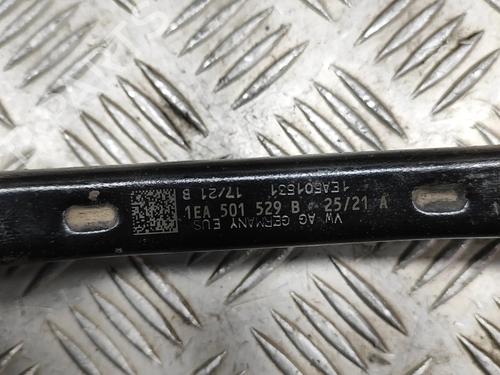 1EA 501 529 B 25/21 A
VW AG 1EA501531
GERMANY EUS 17/21 B